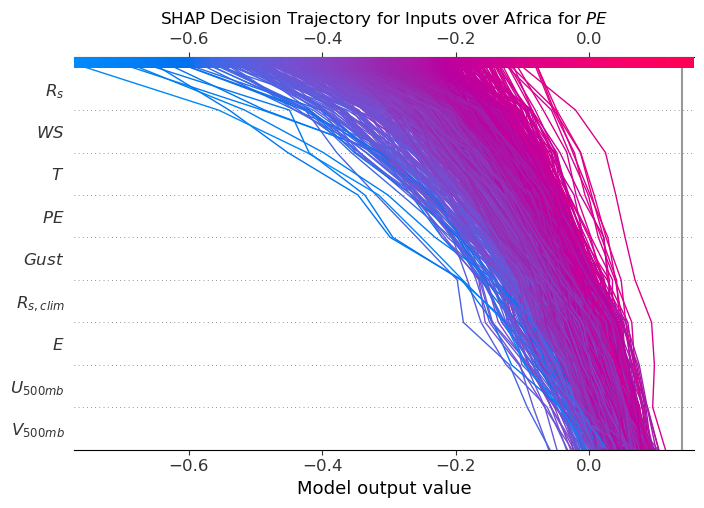 SHAP Decision Trajectory for Inputs over Africa for PE
−0.6 −0.4 −0.2 0.0
Rs
WS
T
PE
Gust
Rs,clim
E
U500mb
V500mb
−0.6 −0.4 −0.2 0.0
Model output value